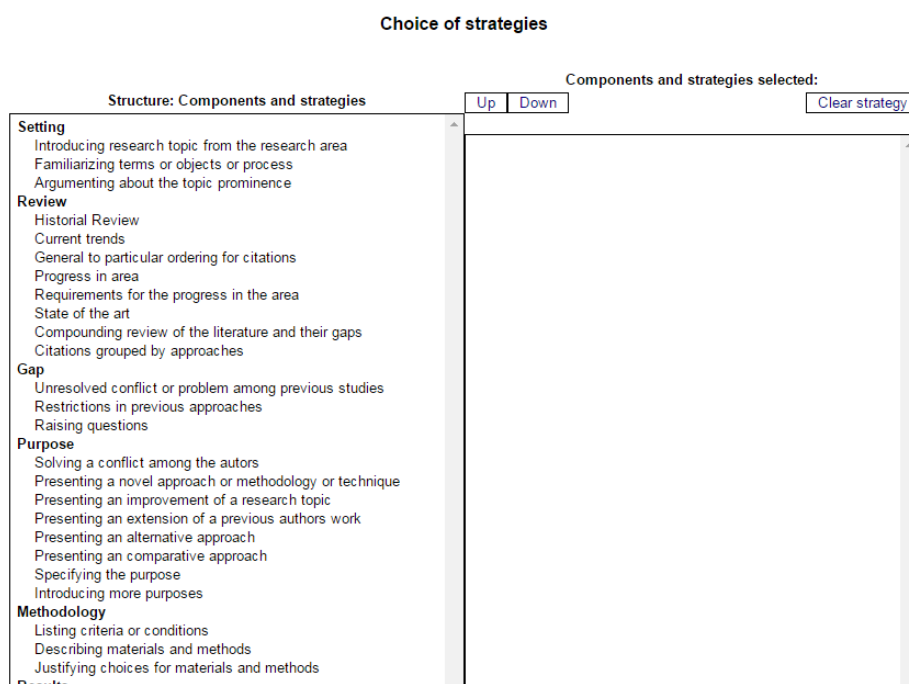 Choice of strategies
Structure: Components and strategies
Setting
Introducing research topic from the research area
Familiarizing terms or objects or process
Argumenting about the topic prominence
Review
Historial Review
Current trends
General to particular ordering for citations
Progress in area
Requirements for the progress in the area
State of the art
Compounding review of the literature and their gaps
Citations grouped by approaches
Gap
Unresolved conflict or problem among previous studies
Restrictions in previous approaches
Raising questions
Purpose
Solving a conflict among the autors
Presenting a novel approach or methodology or technique
Presenting an improvement of a research topic
Presenting an extension of a previous authors work
Presenting an alternative approach
Presenting an comparative approach
Specifying the purpose
Introducing more purposes
Methodology
Listing criteria or conditions
Describing materials and methods
Justifying choices for materials and methods
Results
Components and strategies selected:
Up Down Clear strategy